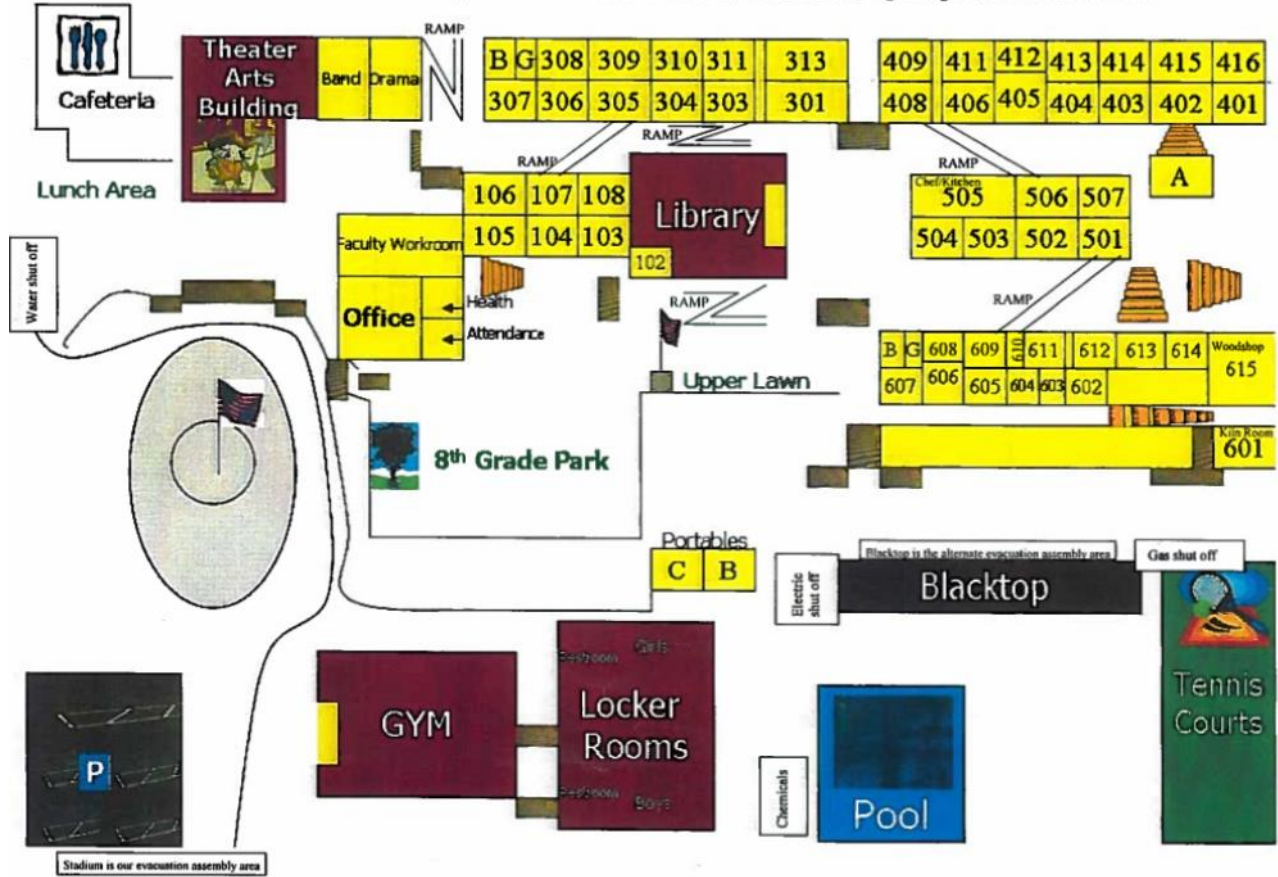 RAMP
Cafeteria
Lunch Area
Theater
Arts
Building
Band
Drama
B G 308 309 310 311 313
307 306 305 304 303 301
409 411 412 413 414 415 416
408 406 405 404 403 402 401
RAMP
RAMP
RAMP
A
106 107 108
105 104 103
Library
102
Chef/Kitchen
505 506 507
504 503 502 501
Faculty Workroom
Office
Health
Attendance
Water shut off
RAMP
RAMP
B G 608 609 610 611 612 613 614 Woodshop
615
607 606 605 604 603 602
Kiln Room
601
Upper Lawn
8th Grade Park
Portables
C B
Electric
shut off
Blacktop is the alternate evacuation assembly area
Blacktop
Gas shut off
Tennis
Courts
GYM
Restroom
Girls
Locker
Rooms
Restroom
Boys
Chemicals
Pool
P
Stadium is our evacuation assembly area